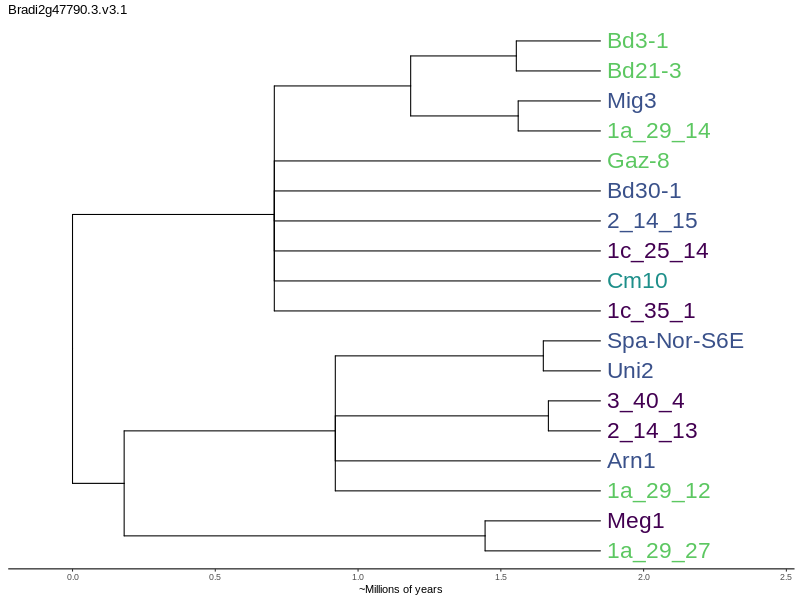 Bradi2g47790.3.v3.1
Bd3-1
Bd21-3
Mig3
1a_29_14
Gaz-8
Bd30-1
2_14_15
1c_25_14
Cm10
1c_35_1
Spa-Nor-S6E
Uni2
3_40_4
2_14_13
Arn1
1a_29_12
Meg1
1a_29_27
0.0 0.5 1.0 1.5 2.0 2.5
~Millions of years